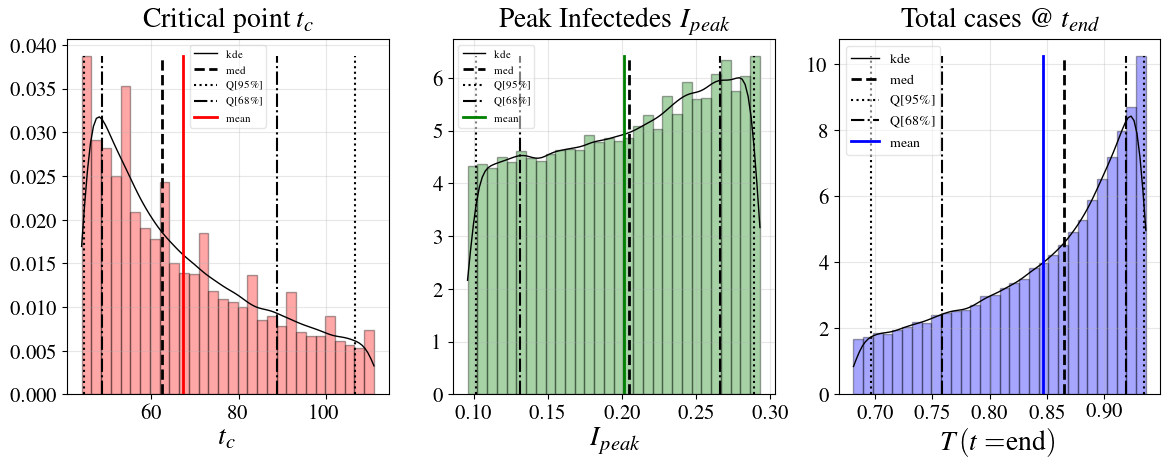 Critical point t_c
0.040
0.035
0.030
0.025
0.020
0.015
0.010
0.005
0.000
60
80
100
t_c
kde
med
Q[95%]
Q[68%]
mean
Peak Infectedes I_peak
6
5
4
3
2
1
0
0.10
0.15
0.20
0.25
0.30
I_peak
kde
med
Q[95%]
Q[68%]
mean
Total cases @ t_end
10
8
6
4
2
0
0.70
0.75
0.80
0.85
0.90
T (t =end)
kde
med
Q[95%]
Q[68%]
mean